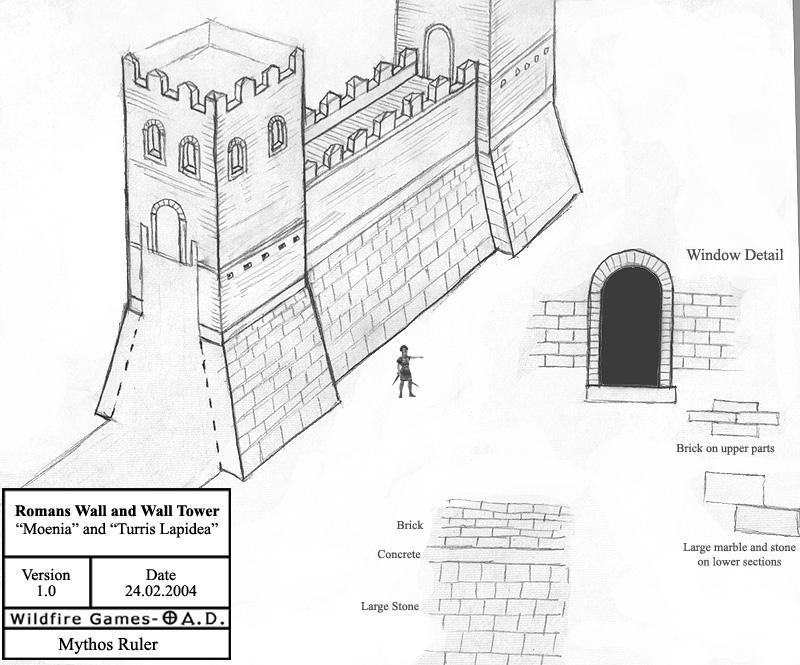 Window Detail
Brick on upper parts
Large marble and stone
on lower sections
Brick
Concrete
Large Stone
Romans Wall and Wall Tower
“Moenia” and “Turris Lapidea”
Version
1.0
Date
24.02.2004
Wildfire Games- 0 A.D.
Mythos Ruler